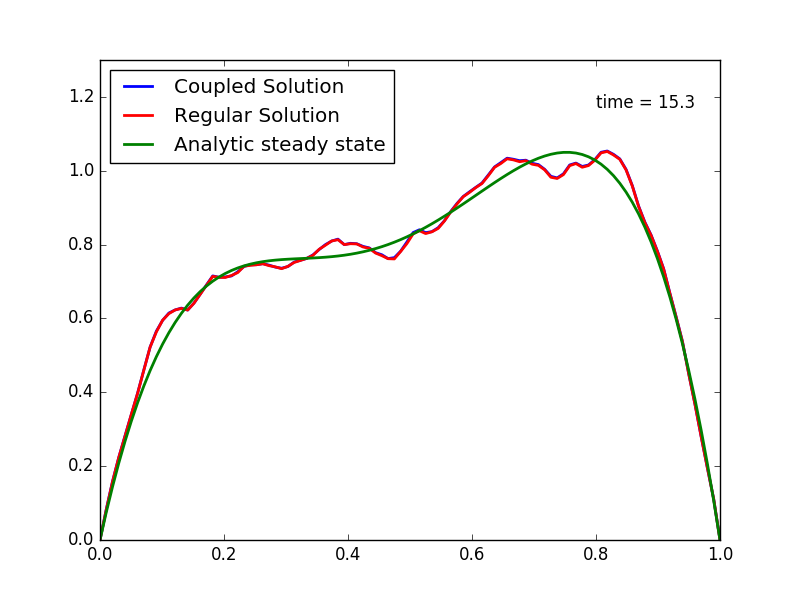 Coupled Solution
Regular Solution
Analytic steady state
time = 15.3
1.2
1.0
0.8
0.6
0.4
0.2
0.0
0.0 0.2 0.4 0.6 0.8 1.0